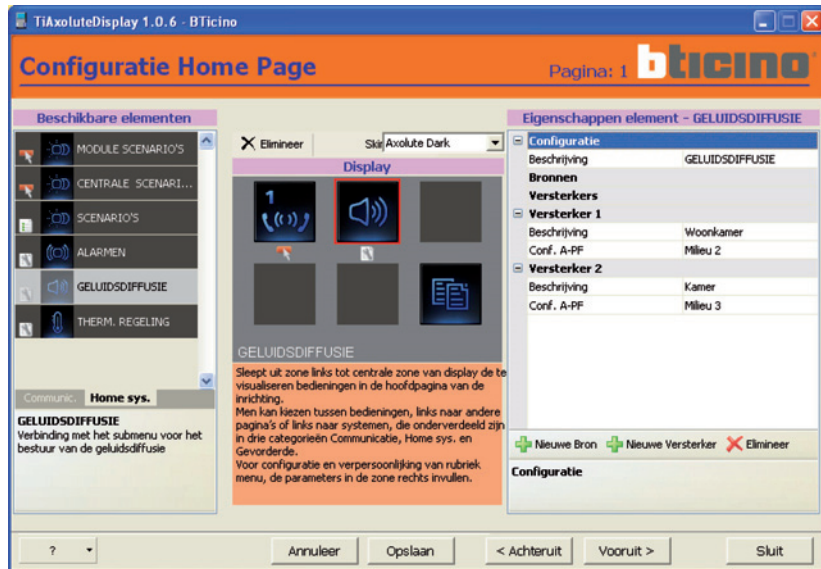 TiAxoluteDisplay 1.0.6 - BTicino
Configuratie Home Page
Pagina: 1
bticino
Beschikbare elementen
MODULE SCENARIO'S
CENTRALE SCENARI...
SCENARIO'S
ALARMEN
GELUIDSDIFFUSIE
THERM. REGELING
Communic.
Home sys.
GELUIDSDIFFUSIE
Verbinding met het submenu voor het
bestuur van de geluidsdiffusie
Elimineer
Skin
Axolute Dark
Display
1
GELUIDSDIFFUSIE
Sleept uit zone links tot centrale zone van display de te
visualiseren bedieningen in de hoofdpagina van de
inrichting.
Men kan kiezen tussen bedieningen, links naar andere
pagina's of links naar systemen, die onderverdeeld zijn
in drie categorieën Communicatie, Home sys. en
Gevorderde.
Voor configuratie en verpersoonlijking van rubriek
menu, de parameters in de zone rechts invullen.
Eigenschappen element - GELUIDSDIFFUSIE
Configuratie
Beschrijving GELUIDSDIFFUSIE
Bronnen
Versterkers
Versterker 1
Beschrijving Woonkamer
Conf. A-PF Milieu 2
Versterker 2
Beschrijving Kamer
Conf. A-PF Milieu 3
Nieuwe Bron Nieuwe Versterker Elimineer
Configuratie
?
Annuleer
Opslaan
< Achteruit
Vooruit >
Sluit